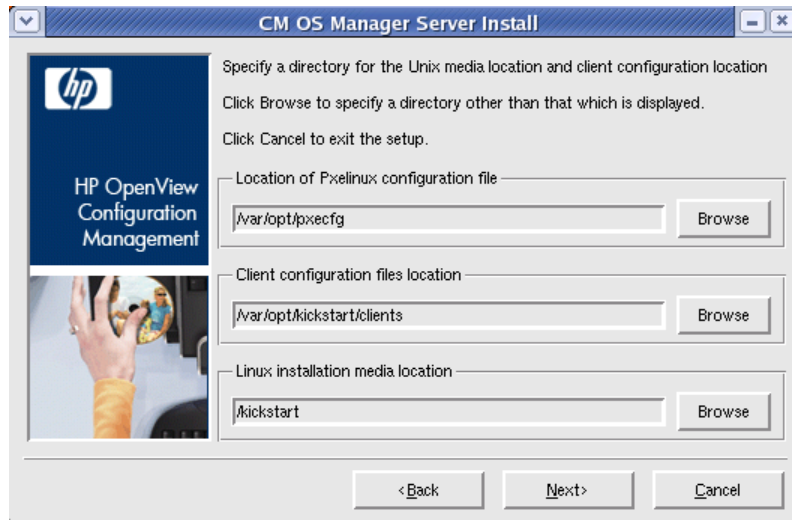 CM OS Manager Server Install
hp
HP OpenView
Configuration
Management
Specify a directory for the Unix media location and client configuration location
Click Browse to specify a directory other than that which is displayed.
Click Cancel to exit the setup.
Location of Pxelinux configuration file
/var/opt/pxecfg
Browse
Client configuration files location
/var/opt/kickstart/clients
Browse
Linux installation media location
/kickstart
Browse
<Back
Next>
Cancel